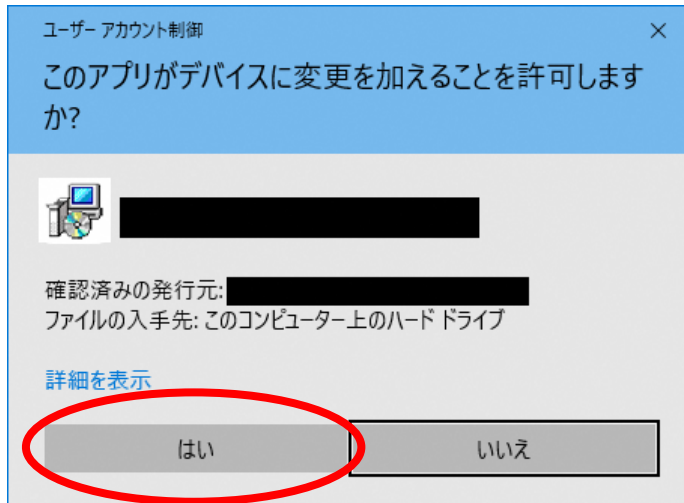 ユーザー アカウント制御
このアプリがデバイスに変更を加えることを許可します
か?
確認済みの発行元:
ファイルの入手先: このコンピューター上のハード ドライブ
詳細を表示
はい
いいえ